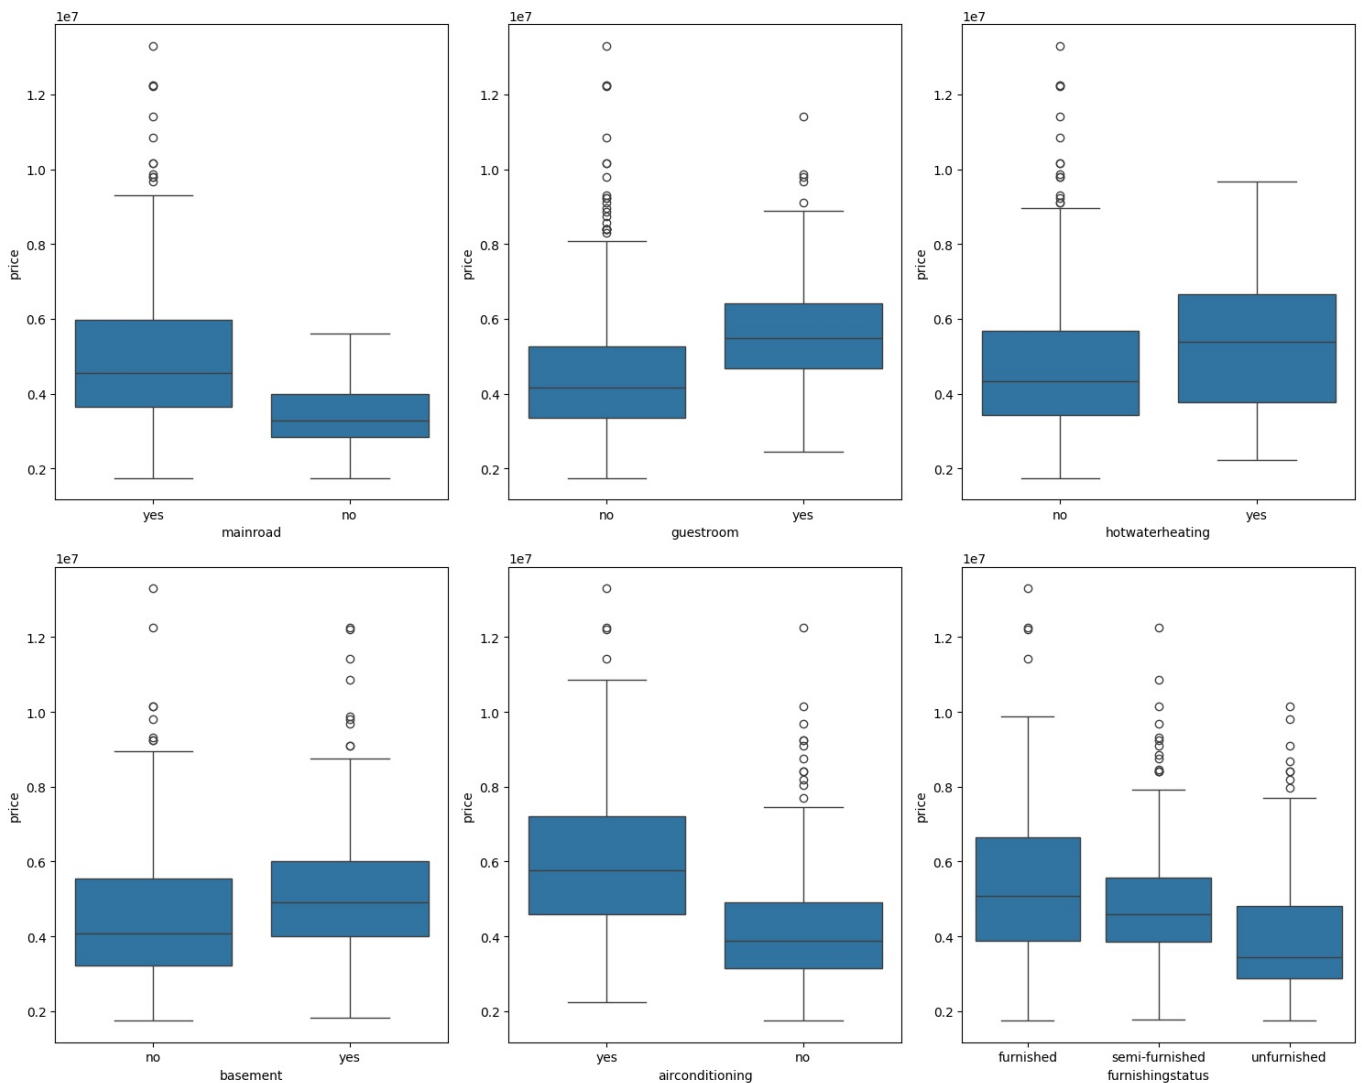 1e7
1.2
1.0
0.8
0.6
0.4
0.2
price
yes no
mainroad
1e7
1.2
1.0
0.8
0.6
0.4
0.2
price
no yes
guestroom
1e7
1.2
1.0
0.8
0.6
0.4
0.2
price
no yes
hotwaterheating
1e7
1.2
1.0
0.8
0.6
0.4
0.2
price
no yes
basement
1e7
1.2
1.0
0.8
0.6
0.4
0.2
price
yes no
airconditioning
1e7
1.2
1.0
0.8
0.6
0.4
0.2
price
furnished semi-furnished unfurnished
furnishingstatus